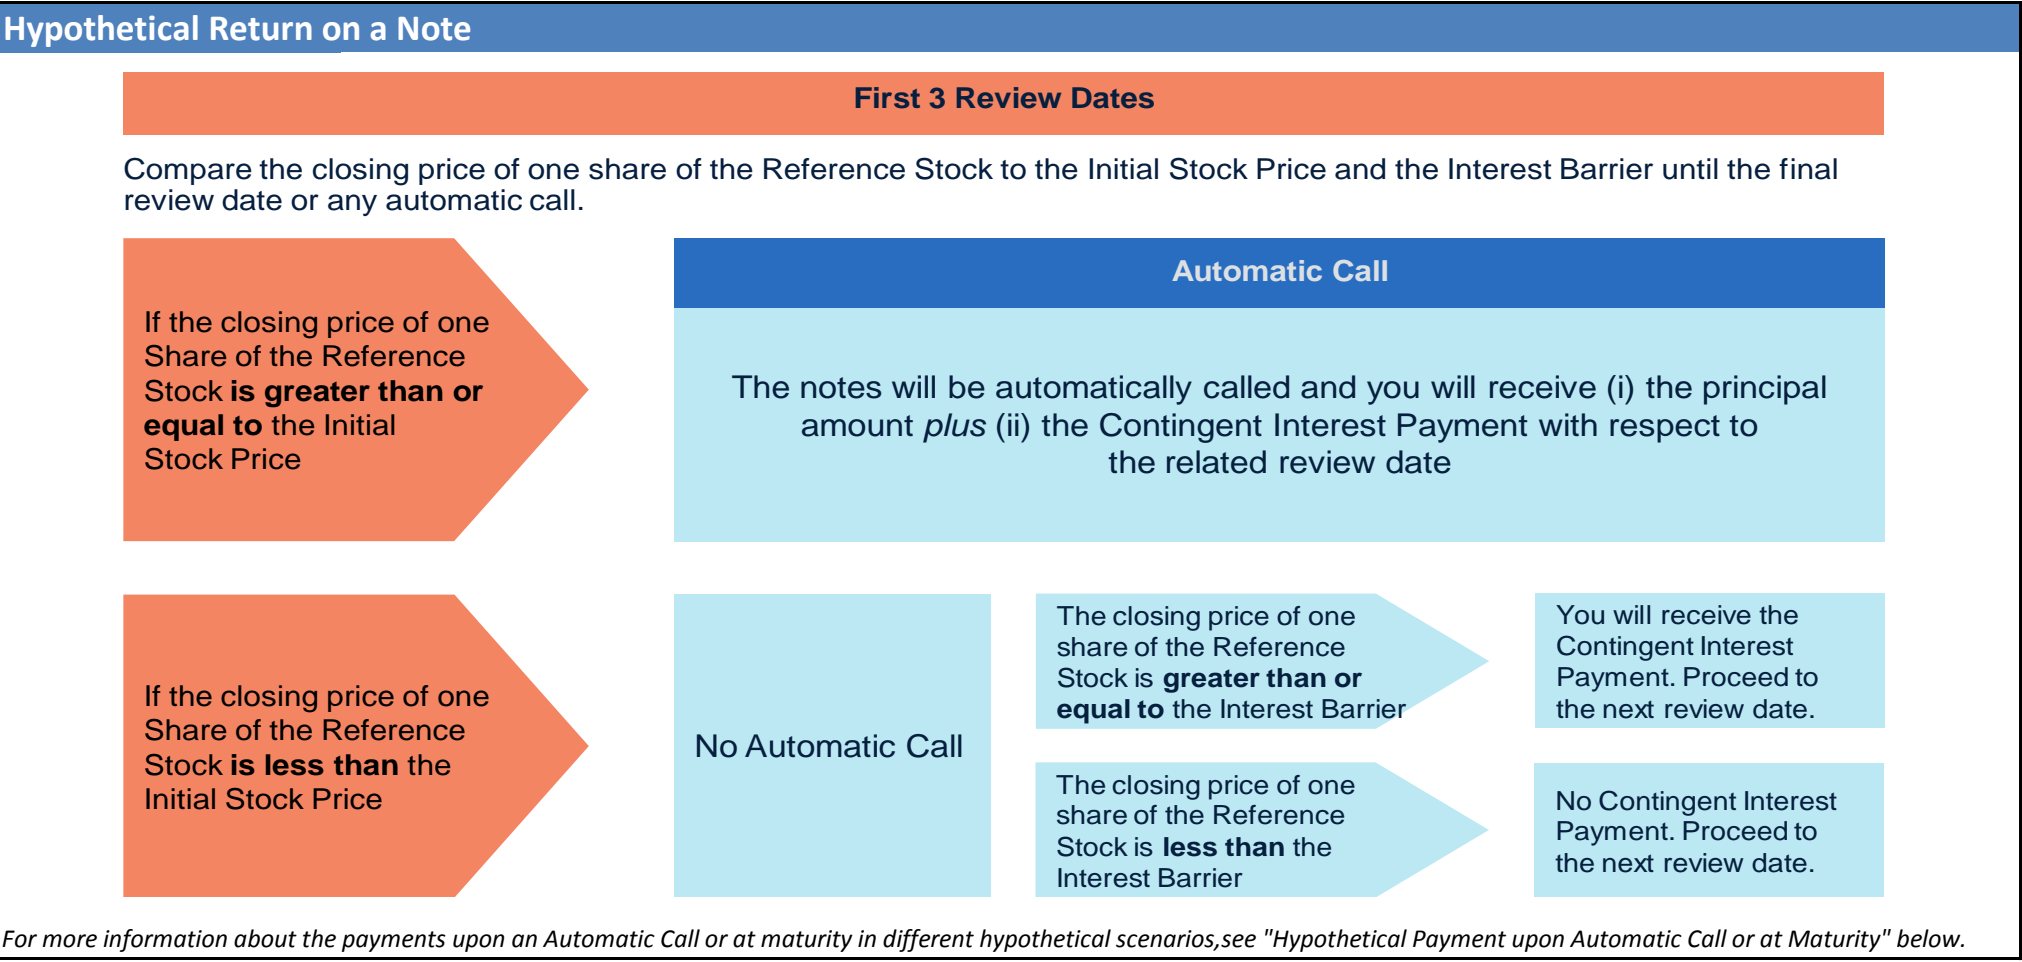 Hypothetical Return on a Note
First 3 Review Dates
Compare the closing price of one share of the Reference Stock to the Initial Stock Price and the Interest Barrier until the final
review date or any automatic call.
If the closing price of one
Share of the Reference
Stock is greater than or
equal to the Initial
Stock Price
Automatic Call
The notes will be automatically called and you will receive (i) the principal
amount plus (ii) the Contingent Interest Payment with respect to
the related review date
If the closing price of one
Share of the Reference
Stock is less than the
Initial Stock Price
No Automatic Call
The closing price of one
share of the Reference
Stock is greater than or
equal to the Interest Barrier
You will receive the
Contingent Interest
Payment. Proceed to
the next review date.
The closing price of one
share of the Reference
Stock is less than the
Interest Barrier
No Contingent Interest
Payment. Proceed to
the next review date.
For more information about the payments upon an Automatic Call or at maturity in different hypothetical scenarios,see "Hypothetical Payment upon Automatic Call or at Maturity" below.